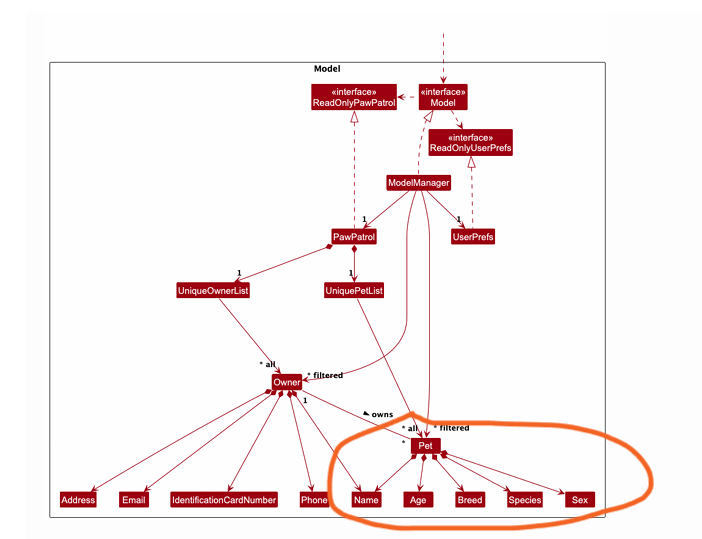 Model
«interface»
ReadOnlyPawPatrol
«interface»
Model
«interface»
ReadOnlyUserPrefs
ModelManager
1
1
PawPatrol
UserPrefs
1
1
UniqueOwnerList
UniquePetList
* all
* filtered
Owner
1
owns
* all
* filtered
*
Pet
Address
Email
IdentificationCardNumber
Phone
Name
Age
Breed
Species
Sex